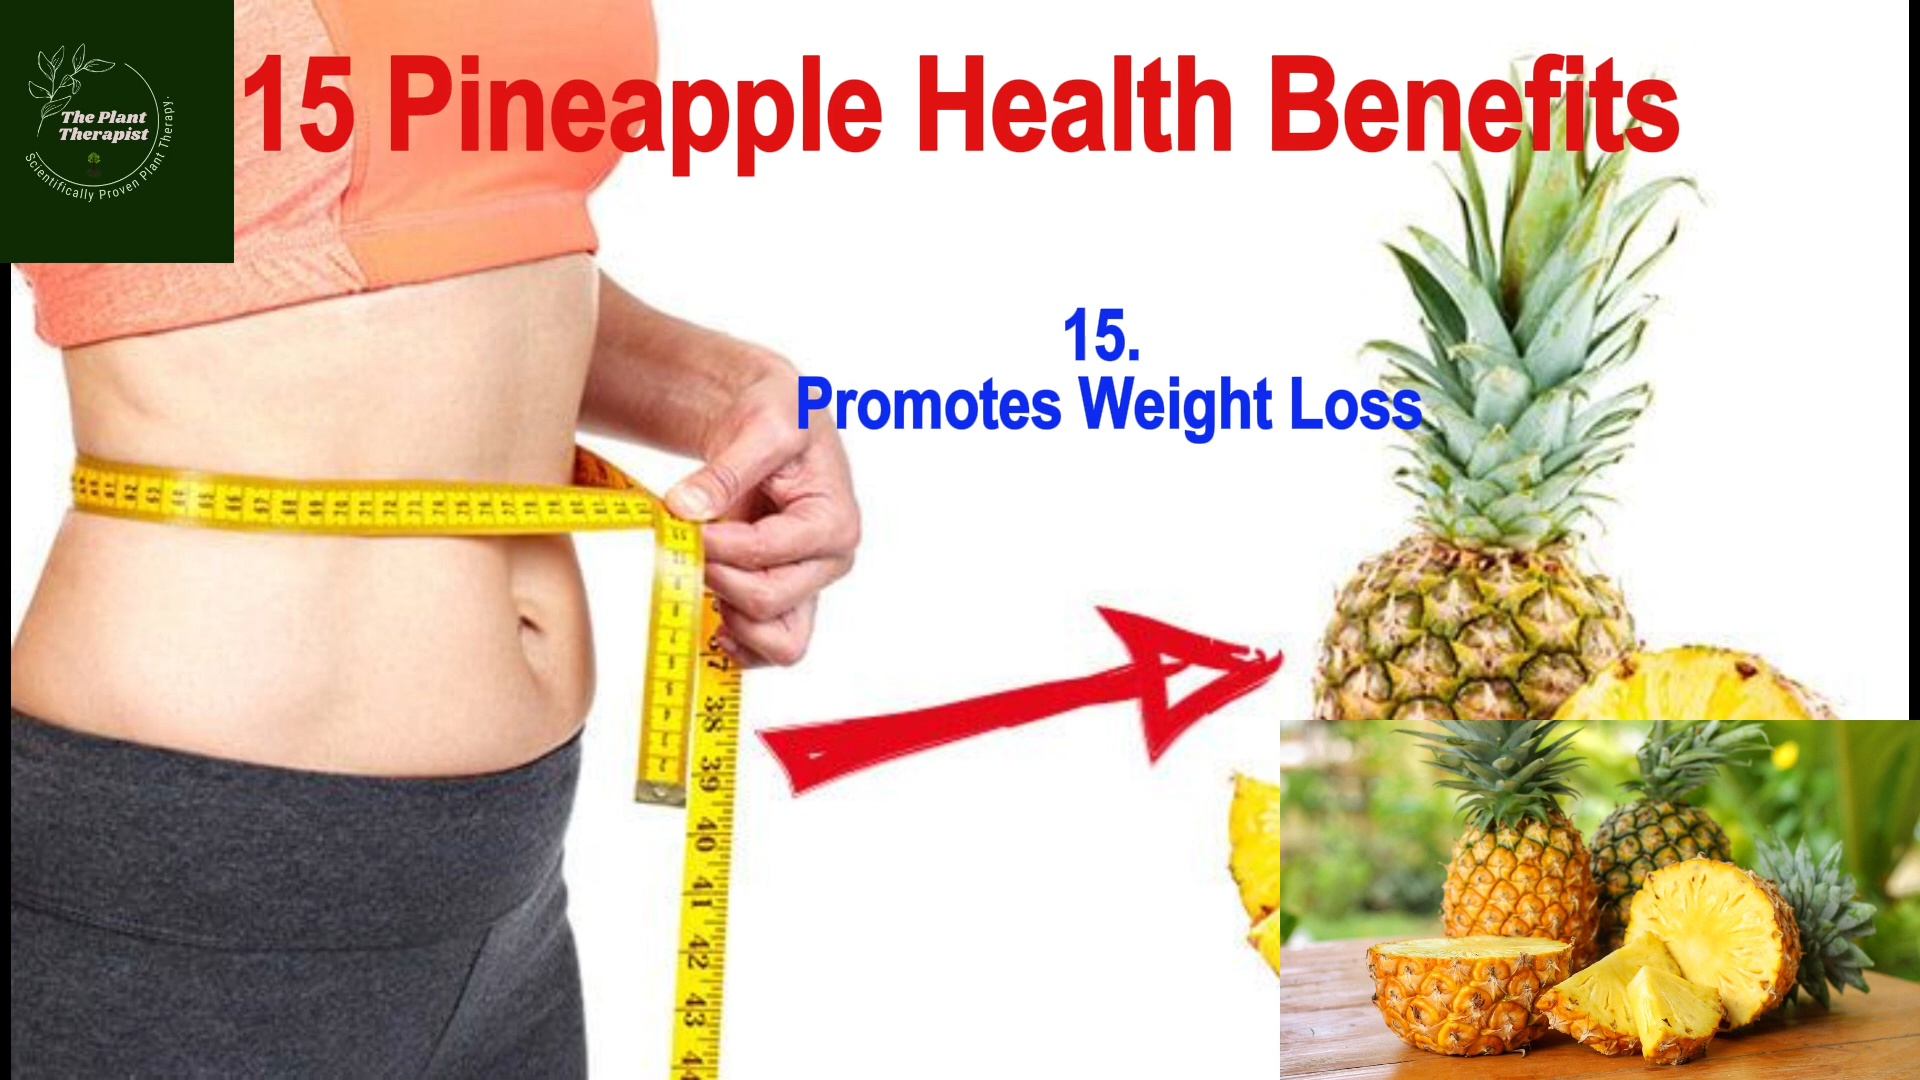 15 Pineapple Health Benefits
The Plant
Therapist
Scientifically Proven Plant Therapy.
15.
Promotes Weight Loss
37
38
39
40
41
42
43
44